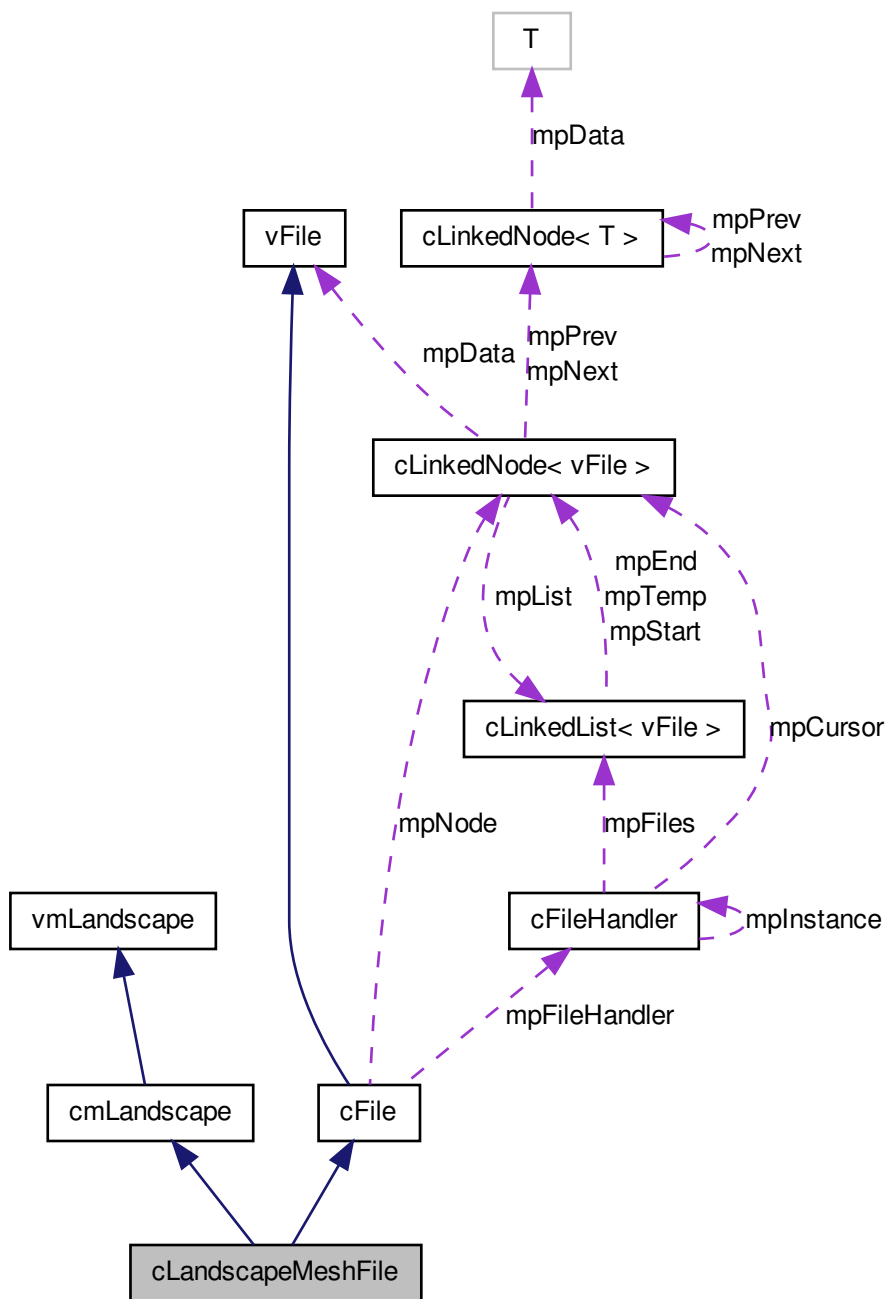 T
mpData
vFile
cLinkedNode< T >
mpPrev
mpNext
mpData
mpPrev
mpNext
cLinkedNode< vFile >
mpList
mpEnd
mpTemp
mpStart
cLinkedList< vFile >
mpCursor
mpNode
mpFiles
vmLandscape
cFileHandler
mpInstance
mpFileHandler
cmLandscape
cFile
cLandscapeMeshFile